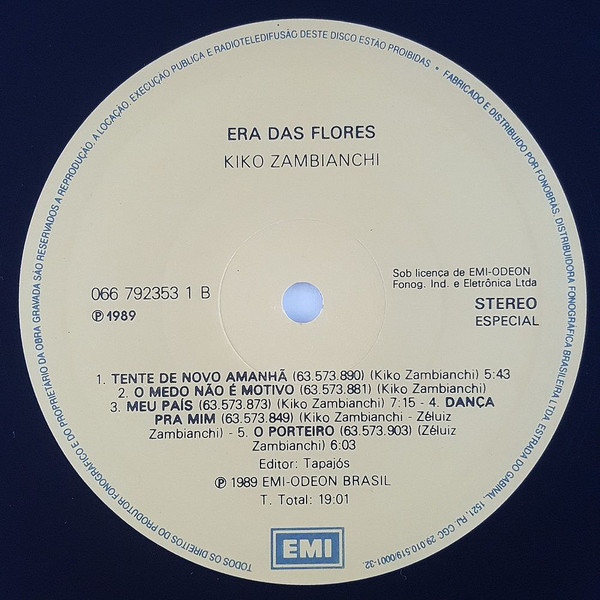 TODOS OS DIREITOS DO PRODUTOR FONOGRÁFICO E DO PROPRIETÁRIO DA OBRA GRAVADA SÃO RESERVADOS A REPRODUÇÃO, A LOCAÇÃO, EXECUÇÃO PUBLICA E RADIOTELEDIFUSÃO DESTE DISCO ESTÃO PROIBIDAS • FABRICADO E DISTRIBUIDO POR FONOBRÁS: DISTRIBUIDORA FONOGRÁFICA BRASILEIRA LTDA ESTRADA DO GABINAL, 1521, RJ, CGC 29.010.519/0001-32.
ERA DAS FLORES
KIKO ZAMBIANCHI
066 792353 1 B
℗ 1989
Sob licença de EMI-ODEON
Fonog. Ind. e Eletrônica Ltda
STEREO
ESPECIAL
1. TENTE DE NOVO AMANHÃ (63.573.890) (Kiko Zambianchi) 5:43
2. O MEDO NÃO É MOTIVO (63.573.881) (Kiko Zambianchi)
3. MEU PAÍS (63.573.873) (Kiko Zambianchi) 7:15 - 4. DANÇA
PRA MIM (63.573.849) (Kiko Zambianchi - Zéluiz
Zambianchi) - 5. O PORTEIRO (63.573.903) (Zéluiz
Zambianchi) 6:03
Editor: Tapajós
℗ 1989 EMI-ODEON BRASIL
T. Total: 19:01
EMI